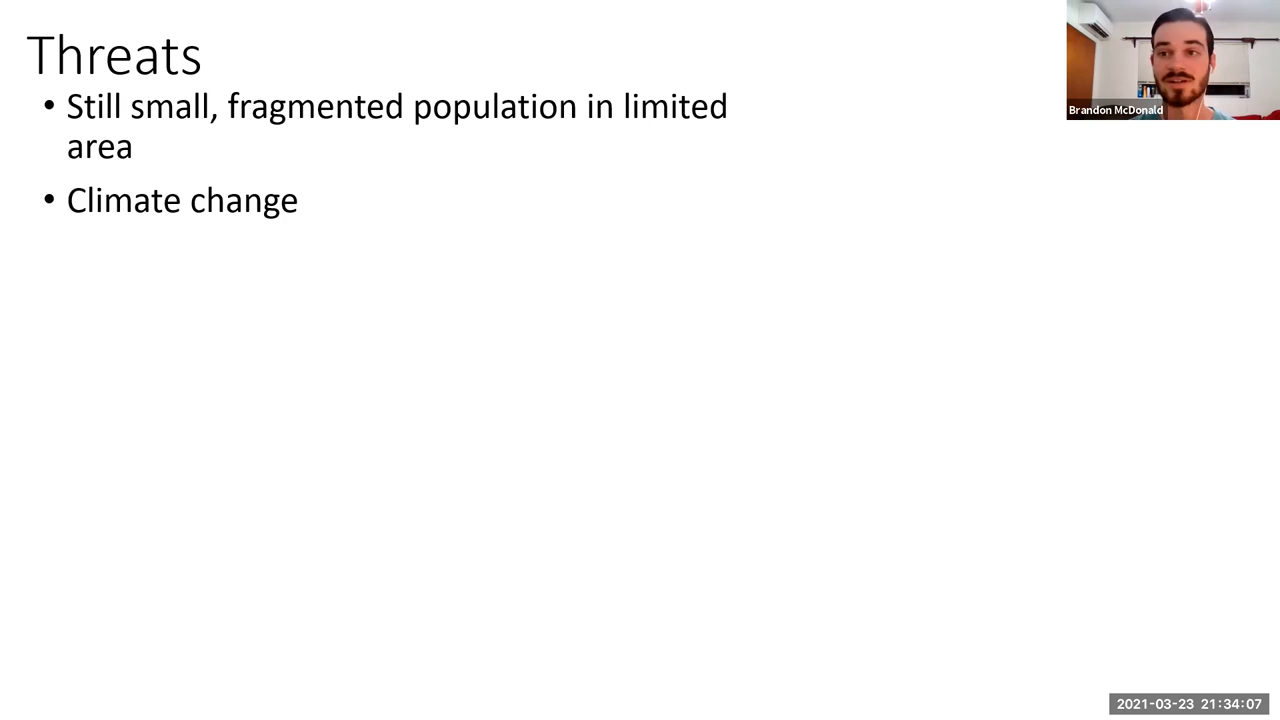 Threats
• Still small, fragmented population in limited
area
• Climate change
Brandon McDonald
2021-03-23 21:34:07